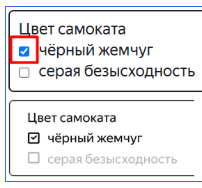 Цвет самоката
чёрный жемчуг
серая безысходность
Цвет самоката
чёрный жемчуг
серая безысходность